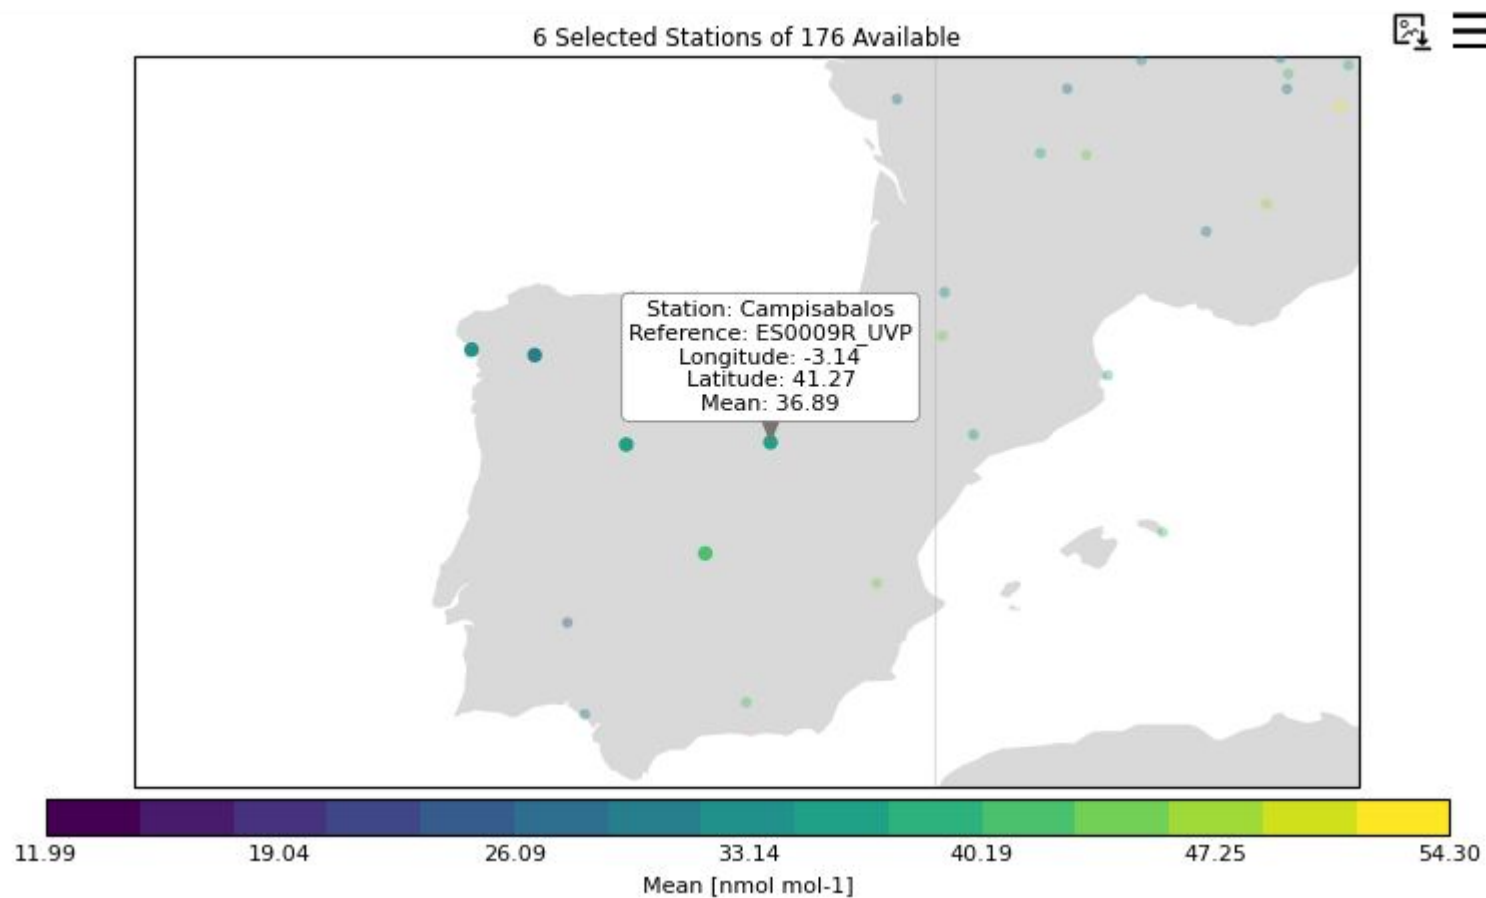 6 Selected Stations of 176 Available
Station: Campisabalos
Reference: ES0009R_UVP
Longitude: -3.14
Latitude: 41.27
Mean: 36.89
11.99 19.04 26.09 33.14 40.19 47.25 54.30
Mean [nmol mol-1]